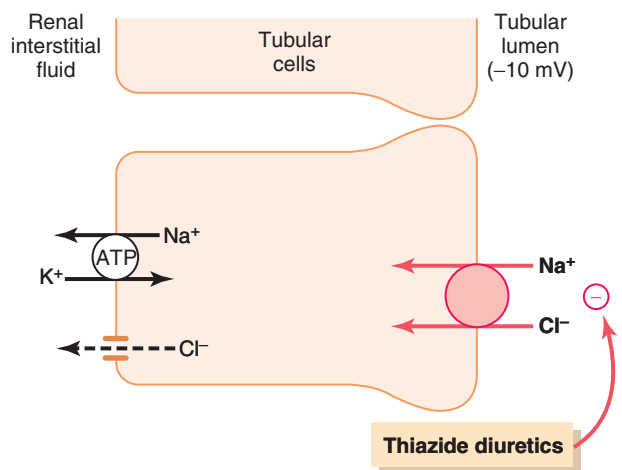 Renal
interstitial
fluid
Tubular
cells
Tubular
lumen
(–10 mV)
Na⁺
ATP
K⁺
Cl⁻
Na⁺
–
Cl⁻
Thiazide diuretics